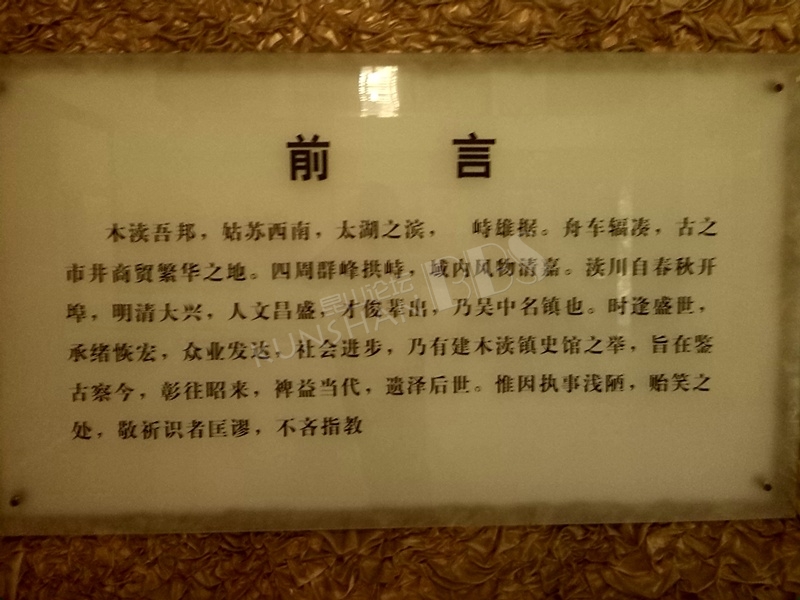 前 言
木渎吾邦，姑苏西南，太湖之滨， 峙雄据。舟车辐凑，古之
市井商贸繁华之地。四周群峰拱峙，域内风物清嘉。渎川自春秋开
埠，明清大兴，人文昌盛，才俊辈出，乃吴中名镇也。时逢盛世，
承绪恢宏，众业发达，社会进步，乃有建木渎镇史馆之举，旨在鉴
古察今，彰往昭来，裨益当代，遗泽后世。惟因执事浅陋，贻笑之
处，敬祈识者匡谬，不吝指教
昆山论坛
KUNSHAN BBS